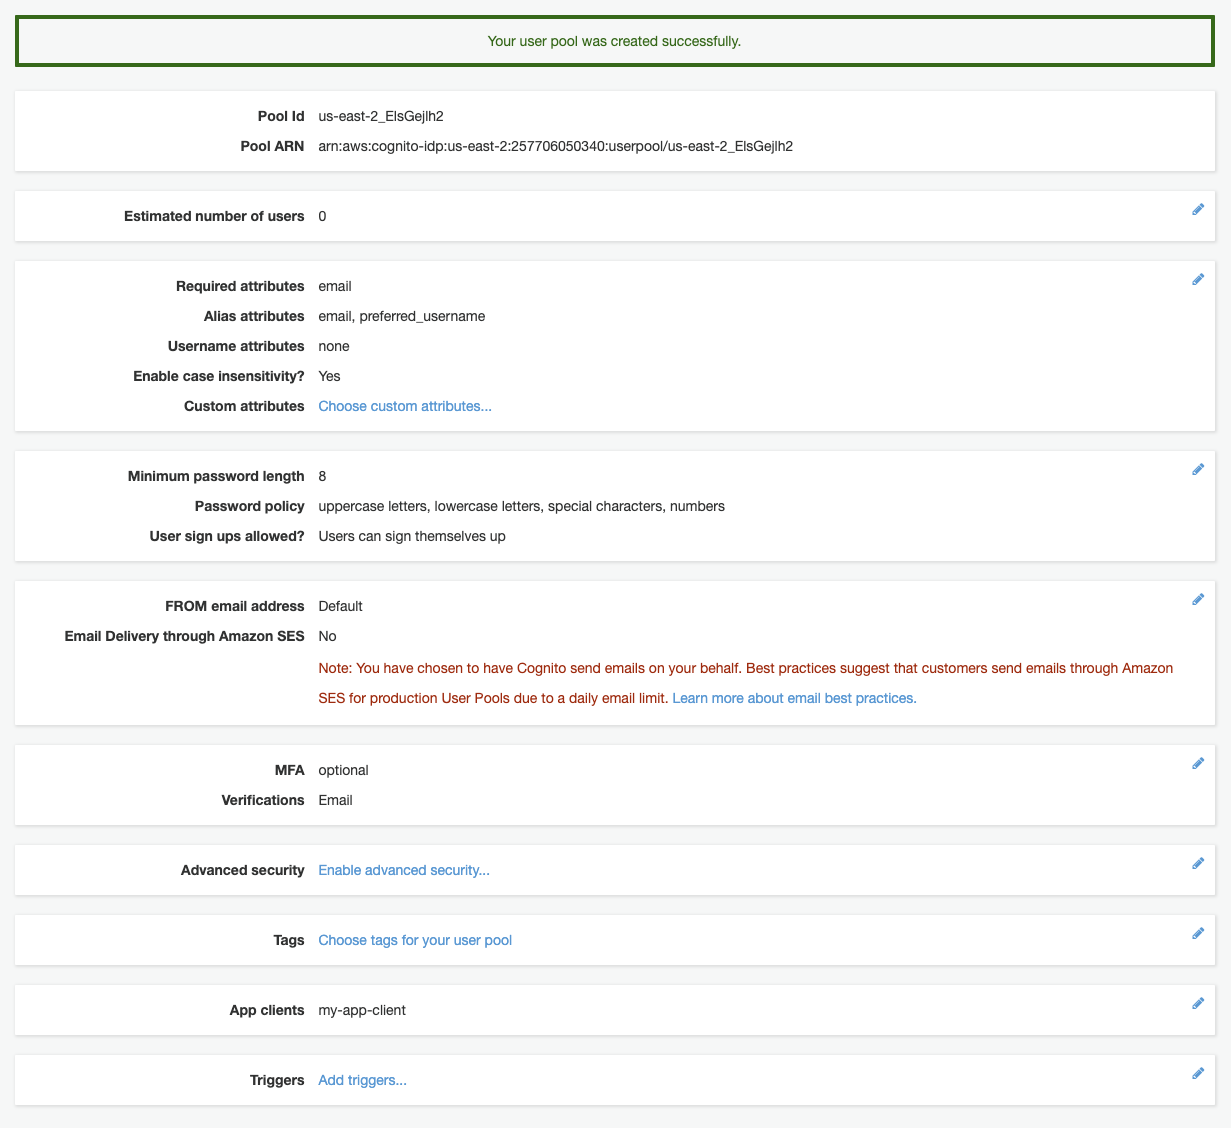 Your user pool was created successfully.
Pool Id us-east-2_ElsGejlh2
Pool ARN arn:aws:cognito-idp:us-east-2:257706050340:userpool/us-east-2_ElsGejlh2
Estimated number of users 0
Required attributes email
Alias attributes email, preferred_username
Username attributes none
Enable case insensitivity? Yes
Custom attributes Choose custom attributes...
Minimum password length 8
Password policy uppercase letters, lowercase letters, special characters, numbers
User sign ups allowed? Users can sign themselves up
FROM email address Default
Email Delivery through Amazon SES No
Note: You have chosen to have Cognito send emails on your behalf. Best practices suggest that customers send emails through Amazon
SES for production User Pools due to a daily email limit. Learn more about email best practices.
MFA optional
Verifications Email
Advanced security Enable advanced security...
Tags Choose tags for your user pool
App clients my-app-client
Triggers Add triggers...